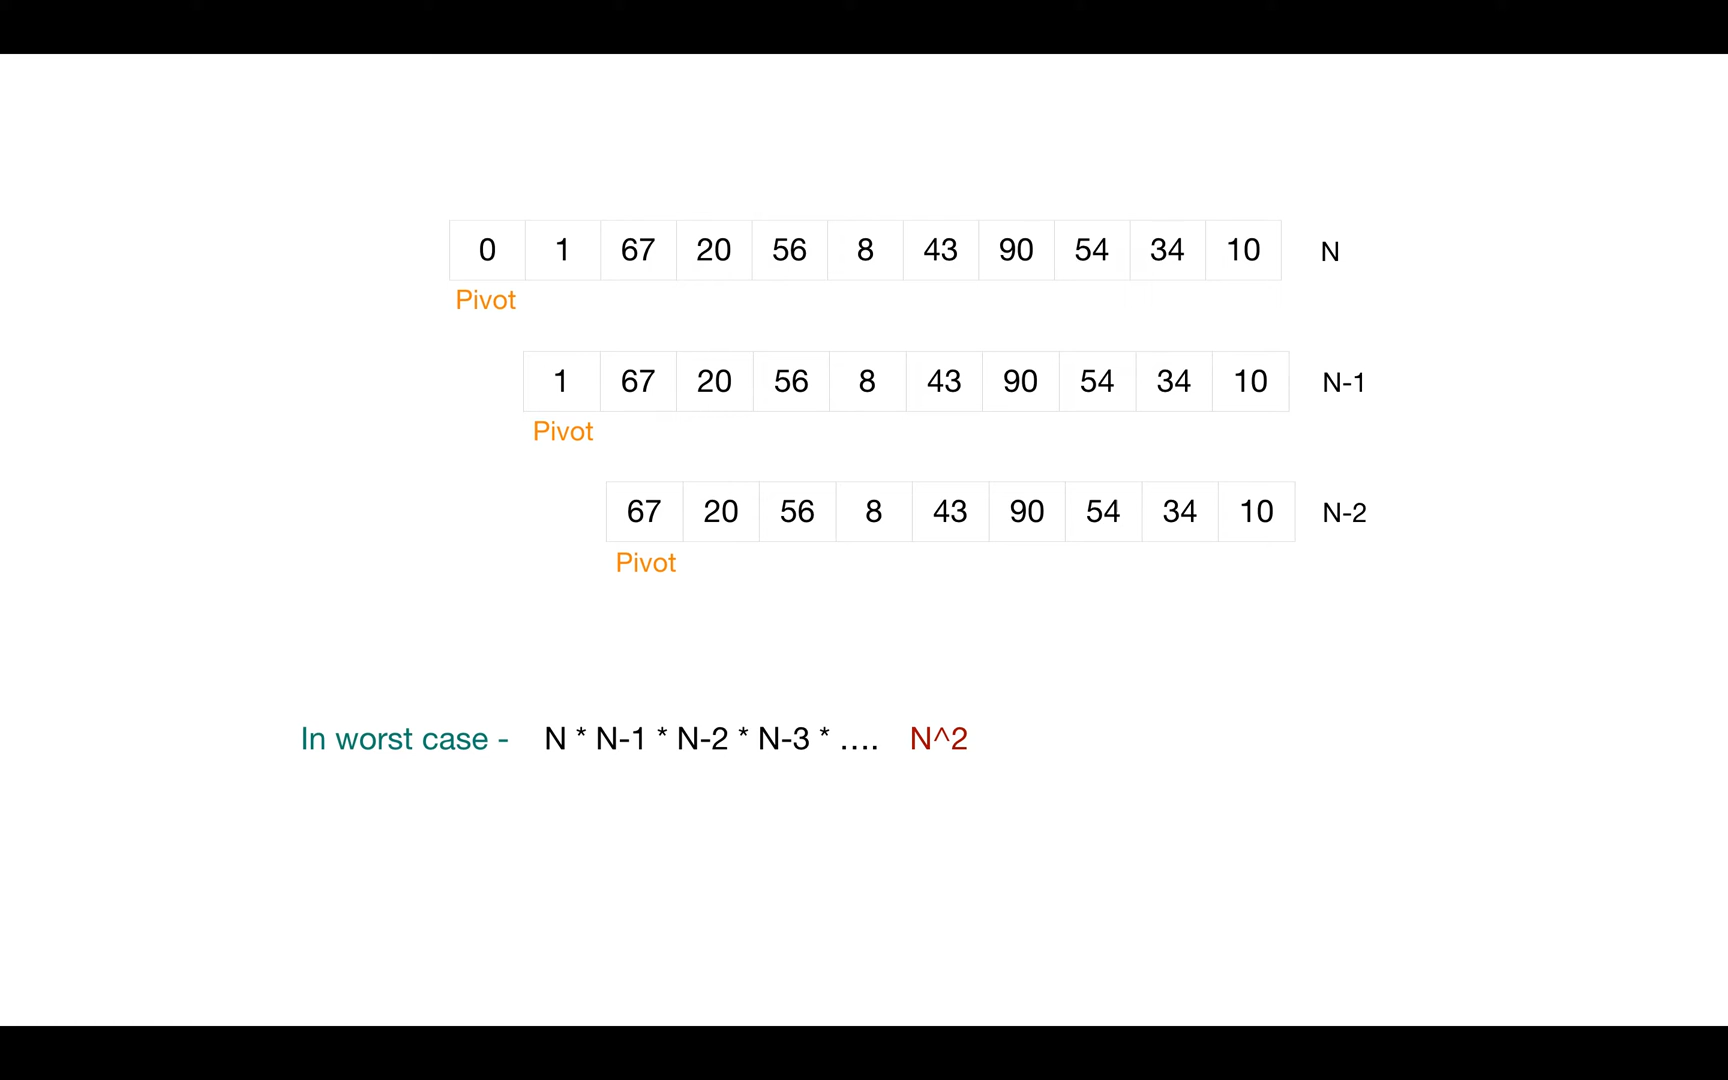 0 1 67 20 56 8 43 90 54 34 10 N
Pivot
1 67 20 56 8 43 90 54 34 10 N-1
Pivot
67 20 56 8 43 90 54 34 10 N-2
Pivot
In worst case - N * N-1 * N-2 * N-3 * .... N^2